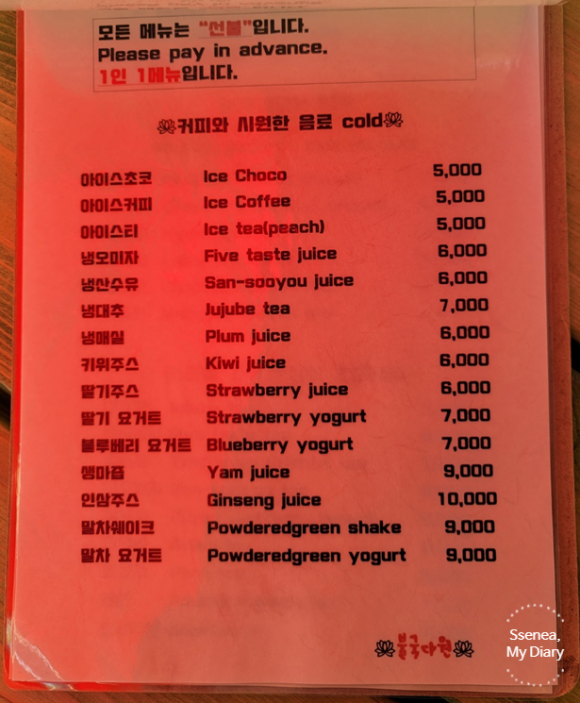 모든 메뉴는 "선불"입니다.
Please pay in advance.
1인 1메뉴입니다.
커피와 시원한 음료 cold
아이스초코 Ice Choco 5,000
아이스커피 Ice Coffee 5,000
아이스티 Ice tea(peach) 5,000
냉오미자 Five taste juice 6,000
냉산수유 San-sooyou juice 6,000
냉대추 Jujube tea 7,000
냉매실 Plum juice 6,000
키위주스 Kiwi juice 6,000
딸기주스 Strawberry juice 6,000
딸기 요거트 Strawberry yogurt 7,000
블루베리 요거트 Blueberry yogurt 7,000
생마즙 Yam juice 9,000
인삼주스 Ginseng juice 10,000
말차쉐이크 Powderedgreen shake 9,000
말차 요거트 Powderedgreen yogurt 9,000
불국다원
Ssenea,
My Diary